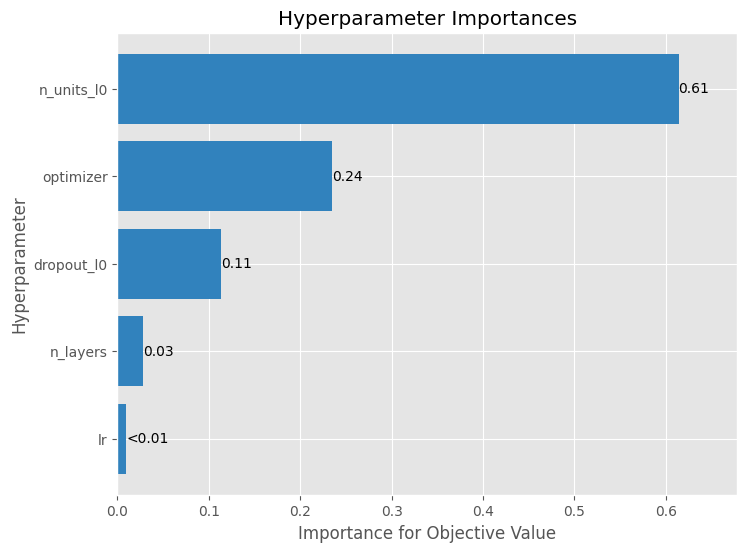 Hyperparameter Importances
Hyperparameter
n_units_l0
0.61
optimizer
0.24
dropout_l0
0.11
n_layers
0.03
lr
<0.01
0.0 0.1 0.2 0.3 0.4 0.5 0.6
Importance for Objective Value